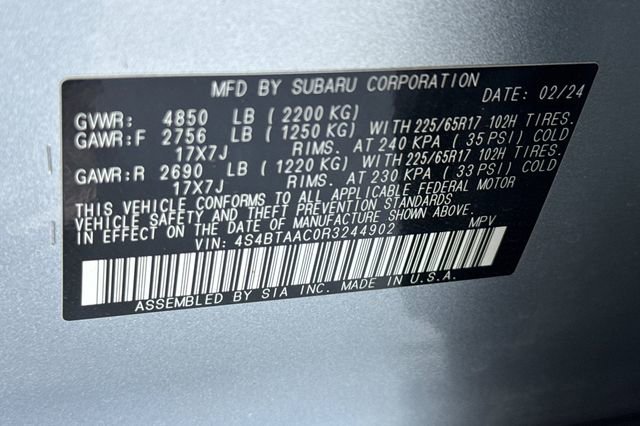 MFD BY SUBARU CORPORATION
DATE: 02/24
GVWR: 4850 LB ( 2200 KG)
GAWR:F 2756 LB ( 1250 KG) WITH 225/65R17 102H TIRES.
17X7J RIMS. AT 240 KPA ( 35 PSI) COLD
GAWR:R 2690 LB ( 1220 KG) WITH 225/65R17 102H TIRES.
17X7J RIMS. AT 230 KPA ( 33 PSI) COLD
THIS VEHICLE CONFORMS TO ALL APPLICABLE FEDERAL MOTOR
VEHICLE SAFETY AND THEFT PREVENTION STANDARDS IN EFFECT
ON THE DATE OF MANUFACTURE SHOWN ABOVE.
VIN: 4S4BTAAC0R3244902 MPV
ASSEMBLED BY SIA INC. MADE IN U.S.A.